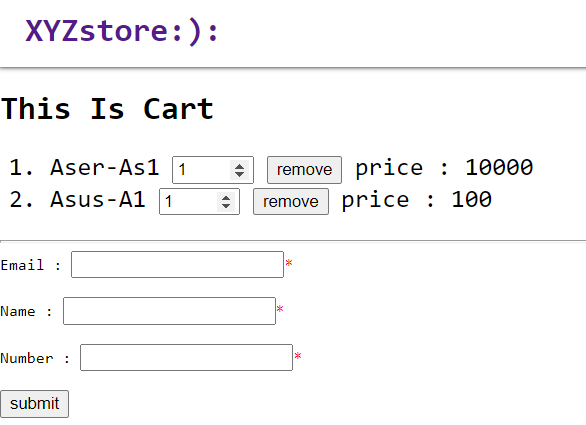 XYZstore:):
This Is Cart
1. Aser-As1 1 remove price : 10000
2. Asus-A1 1 remove price : 100
Email : *
Name : *
Number : *
submit